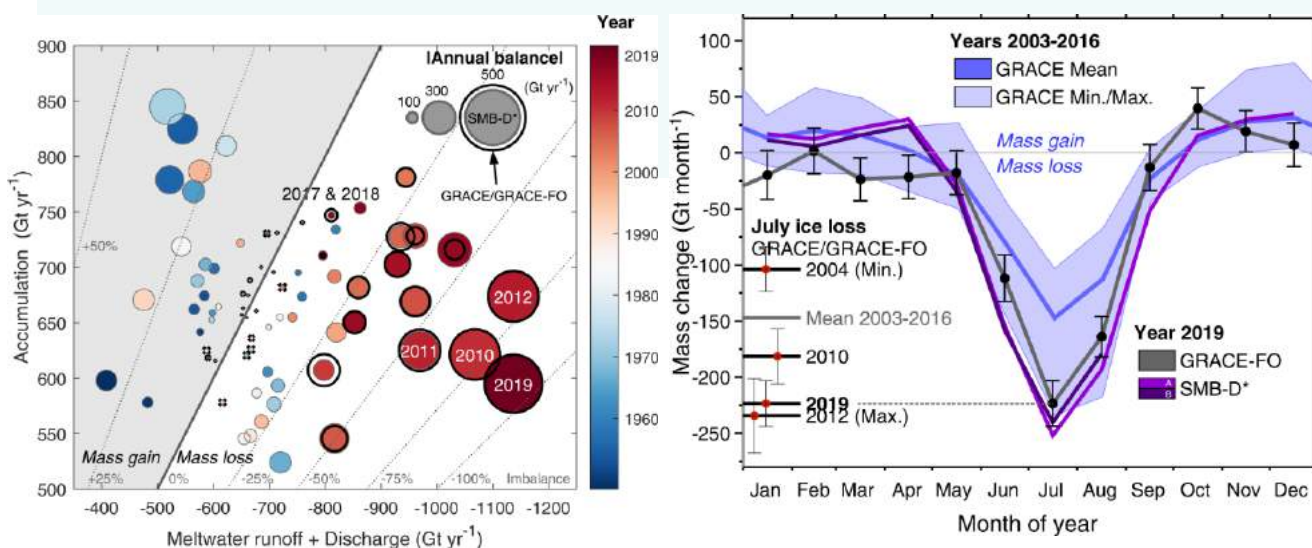 Year
900
850
800
750
700
650
600
550
500
Accumulation (Gt yr⁻¹)
|Annual balance|
500
300
100
(Gt yr⁻¹)
SMB-D*
GRACE/GRACE-FO
2017 & 2018
+50%
2012
2011
2010
2019
Mass gain
Mass loss
+25%
0%
-25%
-50%
-75%
-100%
Imbalance
-400
-500
-600
-700
-800
-900
-1000
-1100
-1200
Meltwater runoff + Discharge (Gt yr⁻¹)
2019
2010
2000
1990
1980
1970
1960
100
50
0
-50
-100
-150
-200
-250
Mass change (Gt month⁻¹)
Years 2003-2016
GRACE Mean
GRACE Min./Max.
Mass gain
Mass loss
July ice loss
GRACE/GRACE-FO
2004 (Min.)
Mean 2003-2016
2010
2019
2012 (Max.)
Year 2019
GRACE-FO
A
B
SMB-D*
Jan Feb Mar Apr May Jun Jul Aug Sep Oct Nov Dec
Month of year